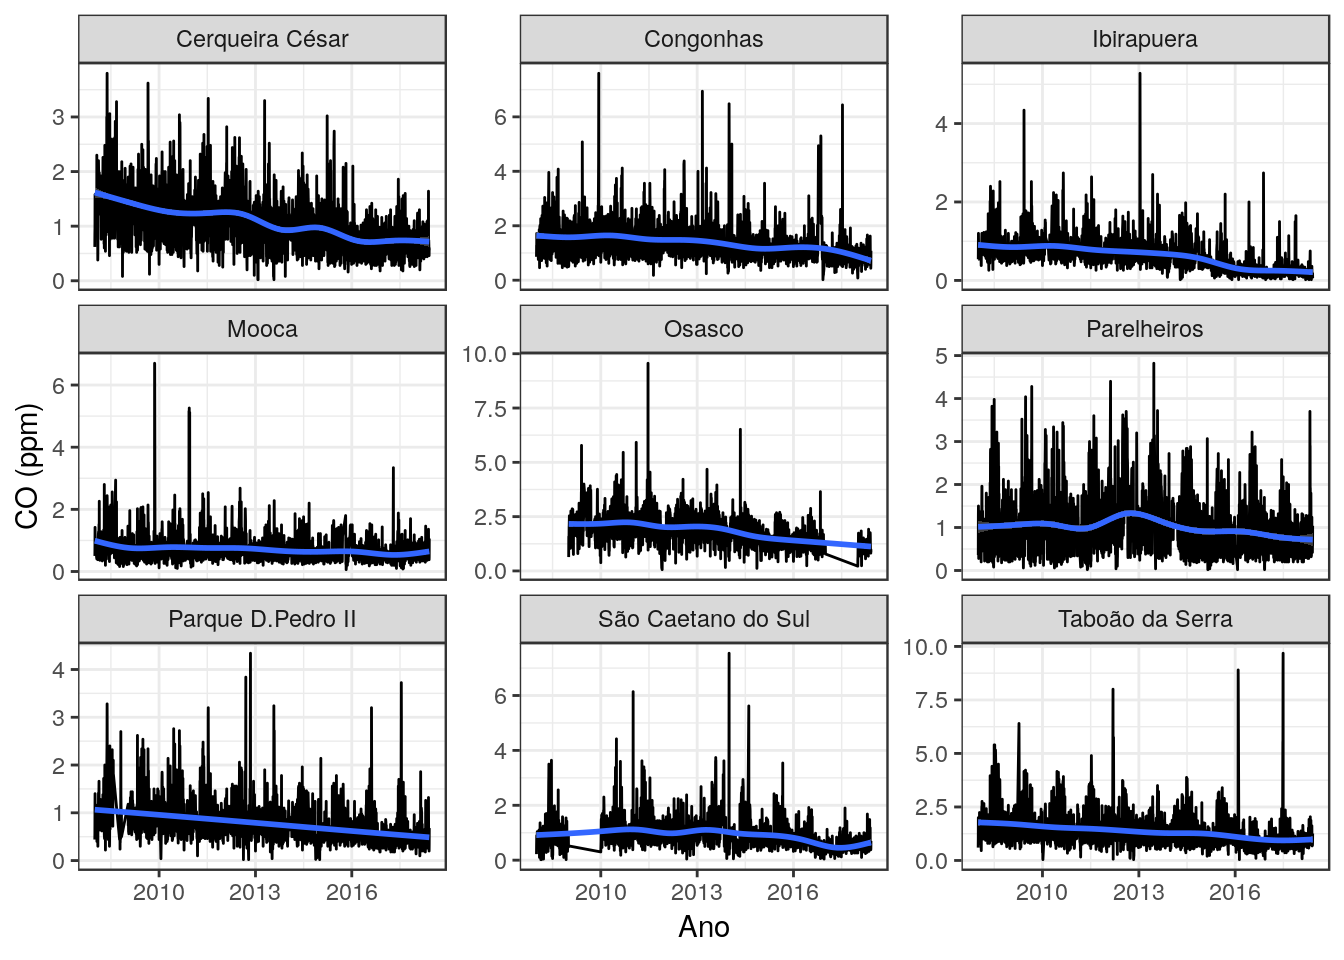 Cerqueira César
Congonhas
Ibirapuera
3
2
1
0
6
4
2
0
4
2
0
Mooca
Osasco
Parelheiros
6
4
2
0
10.0
7.5
5.0
2.5
0.0
5
4
3
2
1
0
CO (ppm)
Parque D.Pedro II
São Caetano do Sul
Taboão da Serra
4
3
2
1
0
6
4
2
0
10.0
7.5
5.0
2.5
0.0
2010 2013 2016
2010 2013 2016
2010 2013 2016
Ano